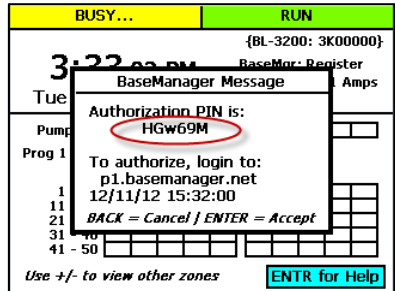 BUSY... RUN
{BL-3200: 3K00000}
BaseMgr: Register
Amps
Tue
BaseManager Message
Authorization PIN is:
HGw69M
To authorize, login to:
p1.basemanager.net
12/11/12 15:32:00
BACK = Cancel / ENTER = Accept
Pump
Prog 1
1
11
21
31 - 40
41 - 50
Use +/- to view other zones ENTR for Help